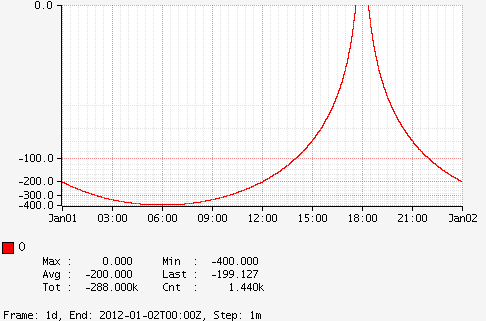 0.0
-100.0
-200.0
-300.0
-400.0
Jan01 03:00 06:00 09:00 12:00 15:00 18:00 21:00 Jan02
0
Max : 0.000 Min : -400.000
Avg : -200.000 Last : -199.127
Tot : -288.000k Cnt : 1.440k
Frame: 1d, End: 2012-01-02T00:00Z, Step: 1m